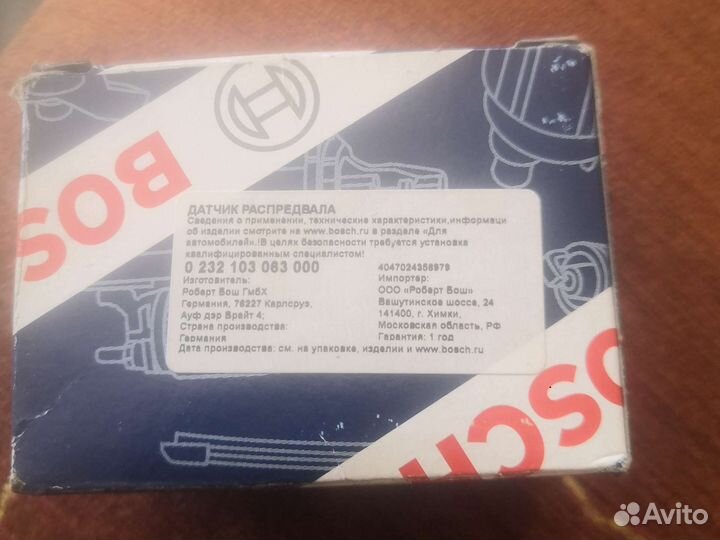 BOSCH
ДАТЧИК РАСПРЕДВАЛА
Сведения о применении, технические характеристики,информаци
об изделии смотрите на www.bosch.ru в разделе «Для
автомобилей».!В целях безопасности требуется установка
квалифицированным специалистом!
0 232 103 063 000
Изготовитель:
Роберт Бош ГмбХ
Германия, 76227 Карлсруэ,
Ауф дэр Брайт 4;
Страна производства:
Германия
4047024356979
Импортер:
ООО «Роберт Бош»
Вашутинское шоссе, 24
141400, г. Химки,
Московская область, РФ
Гарантия: 1 год
Дата производства: см. на упаковке, изделии и www.bosch.ru
BOSCH
Avito